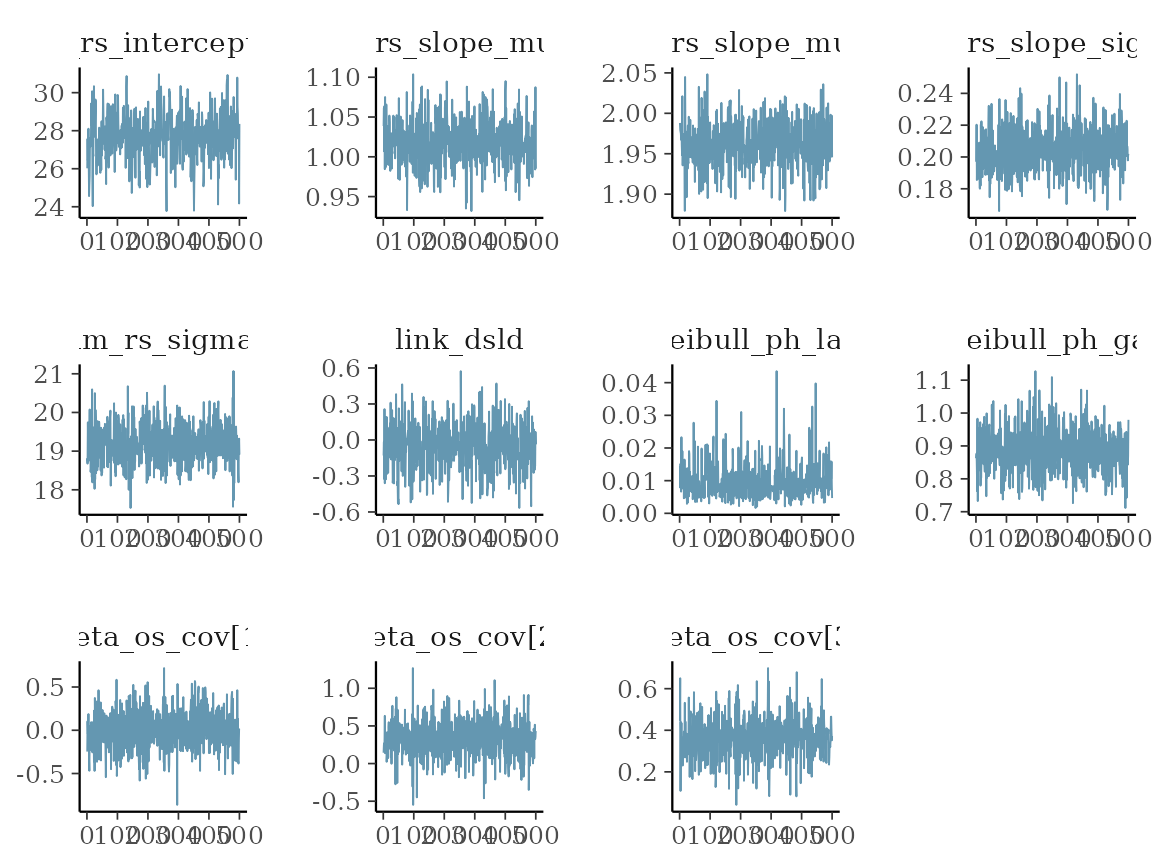 rs_intercep
rs_slope_mu
rs_slope_mu
rs_slope_sig
30
28
26
24
1.10
1.05
1.00
0.95
2.05
2.00
1.95
1.90
0.24
0.22
0.20
0.18
0 100 200 300 400 500
0 100 200 300 400 500
0 100 200 300 400 500
0 100 200 300 400 500
m_rs_sigma
link_dsld
eibull_ph_la
eibull_ph_ga
21
20
19
18
0.6
0.3
0.0
-0.3
-0.6
0.04
0.03
0.02
0.01
0.00
1.1
1.0
0.9
0.8
0.7
0 100 200 300 400 500
0 100 200 300 400 500
0 100 200 300 400 500
0 100 200 300 400 500
eta_os_cov[1
eta_os_cov[2
eta_os_cov[3
0.5
0.0
-0.5
1.0
0.5
0.0
-0.5
0.6
0.4
0.2
0 100 200 300 400 500
0 100 200 300 400 500
0 100 200 300 400 500